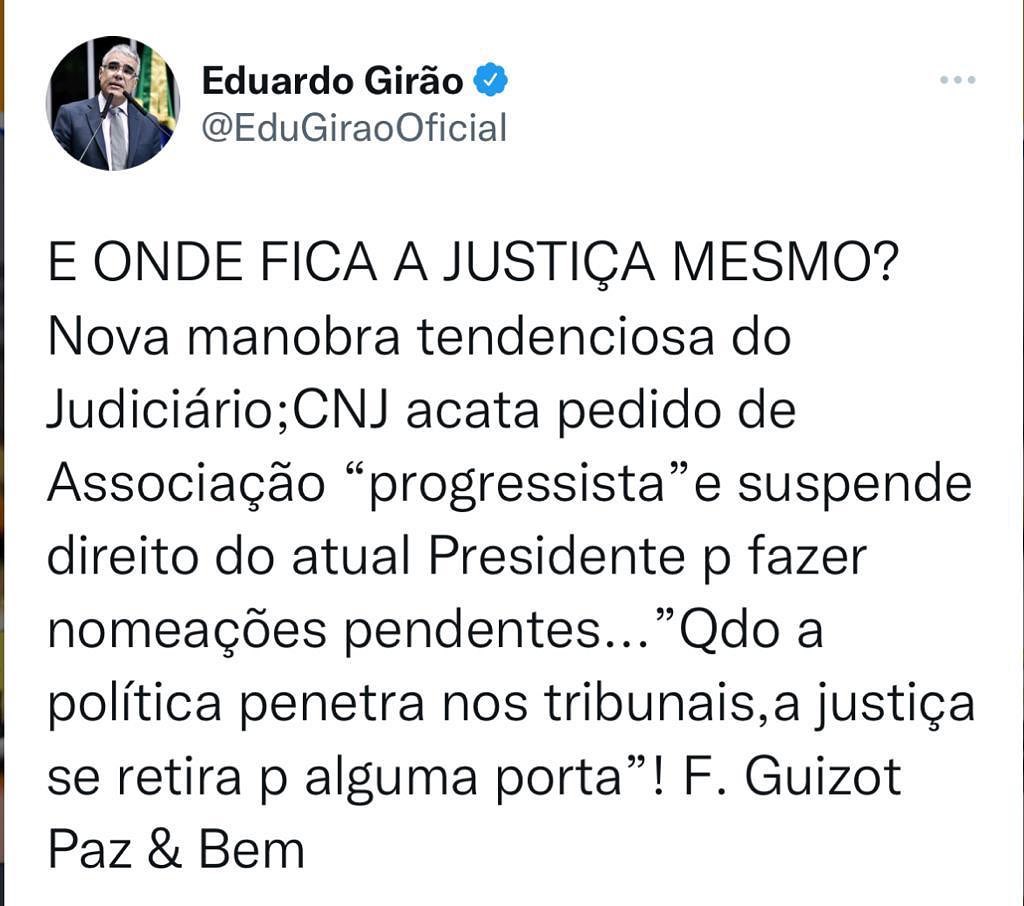 Eduardo Girão
@EduGiraoOficial
E ONDE FICA A JUSTIÇA MESMO?
Nova manobra tendenciosa do
Judiciário;CNJ acata pedido de
Associação “progressista”e suspende
direito do atual Presidente p fazer
nomeações pendentes...”Qdo a
política penetra nos tribunais,a justiça
se retira p alguma porta”! F. Guizot
Paz & Bem